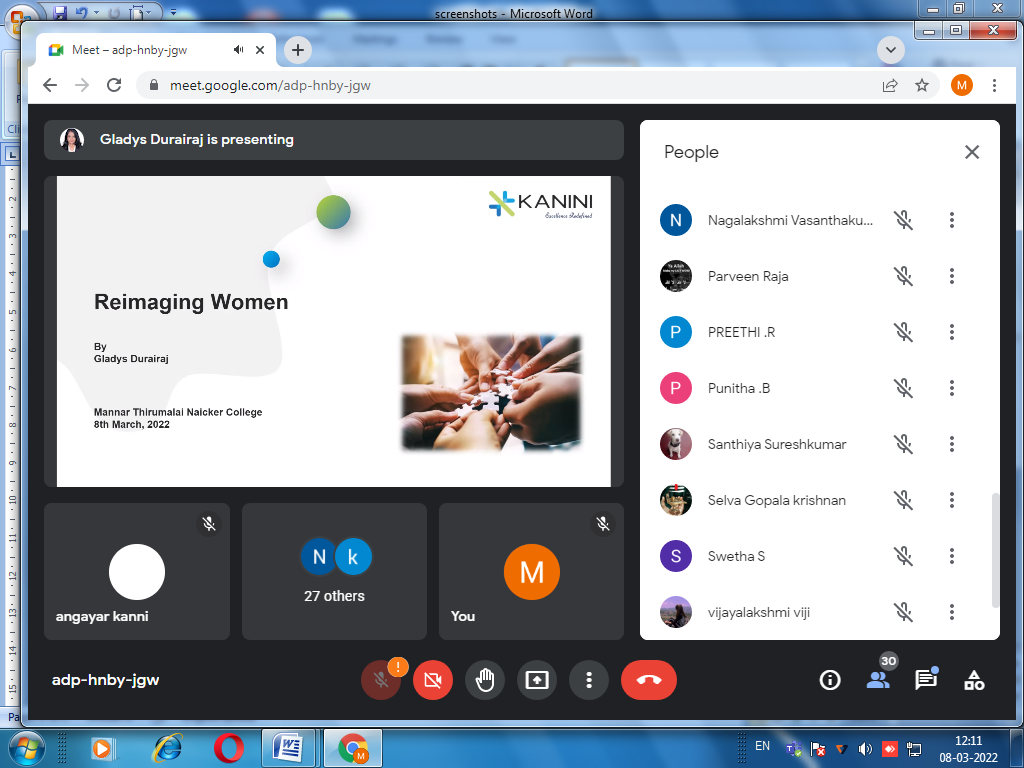 screenshots - Microsoft Word
Meet – adp-hnby-jgw
meet.google.com/adp-hnby-jgw
M
Gladys Durairaj is presenting
KANINI
Excellence Redefined
Reimaging Women
By
Gladys Durairaj
Mannar Thirumalai Naicker College
8th March, 2022
angayar kanni
N k
27 others
M
You
People
N Nagalakshmi Vasanthaku...
Parveen Raja
P PREETHI .R
P Punitha .B
Santhiya Sureshkumar
Selva Gopala krishnan
S Swetha S
vijayalakshmi viji
adp-hnby-jgw
30
EN
12:11
08-03-2022